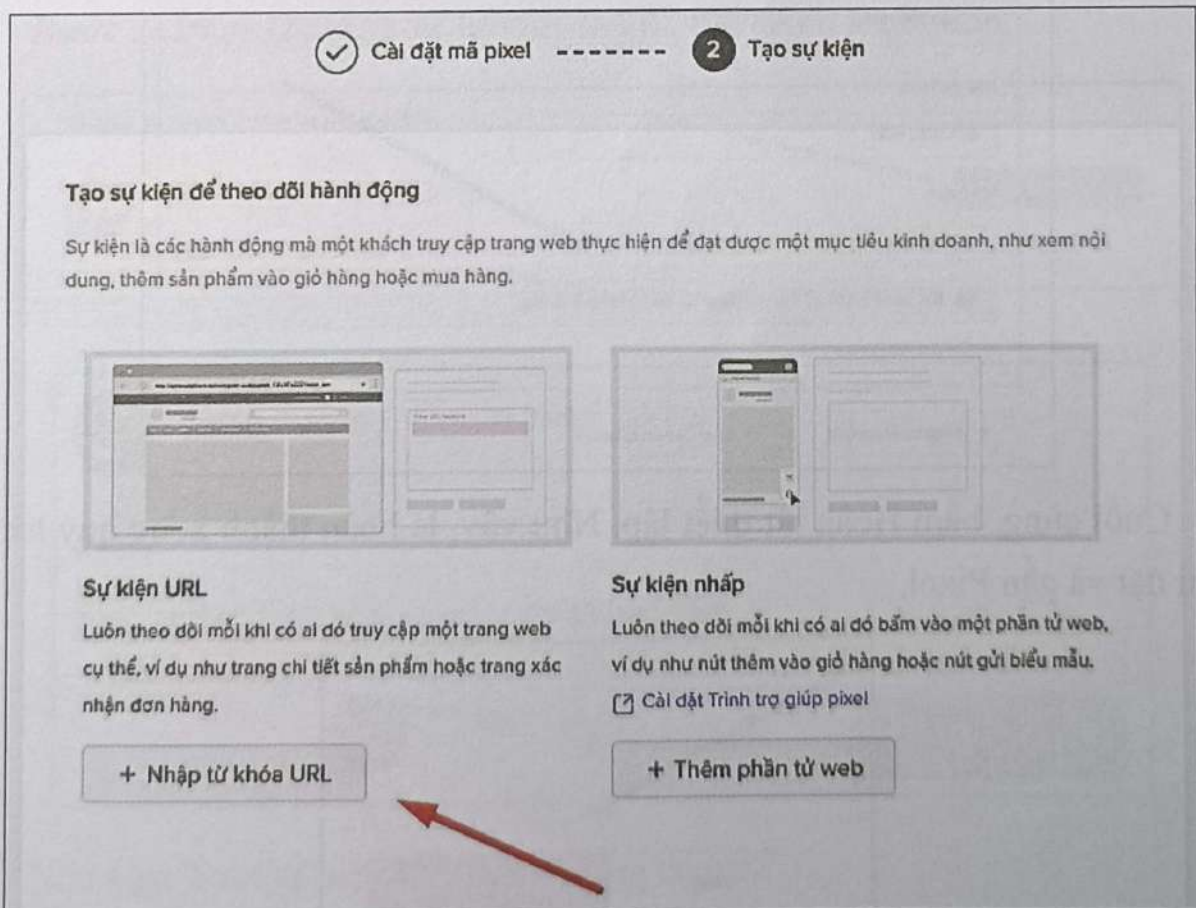 Cài đặt mã pixel
2 Tạo sự kiện
Tạo sự kiện để theo dõi hành động
Sự kiện là các hành động mà một khách truy cập trang web thực hiện để đạt được một mục tiêu kinh doanh, như xem nội
dung, thêm sản phẩm vào giỏ hàng hoặc mua hàng.
Sự kiện URL
Luôn theo dõi mỗi khi có ai đó truy cập một trang web
cụ thể, ví dụ như trang chi tiết sản phẩm hoặc trang xác
nhận đơn hàng.
+ Nhập từ khóa URL
Sự kiện nhấp
Luôn theo dõi mỗi khi có ai đó bấm vào một phần tử web,
ví dụ như nút thêm vào giỏ hàng hoặc nút gửi biểu mẫu.
Cài đặt Trình trợ giúp pixel
+ Thêm phần tử web